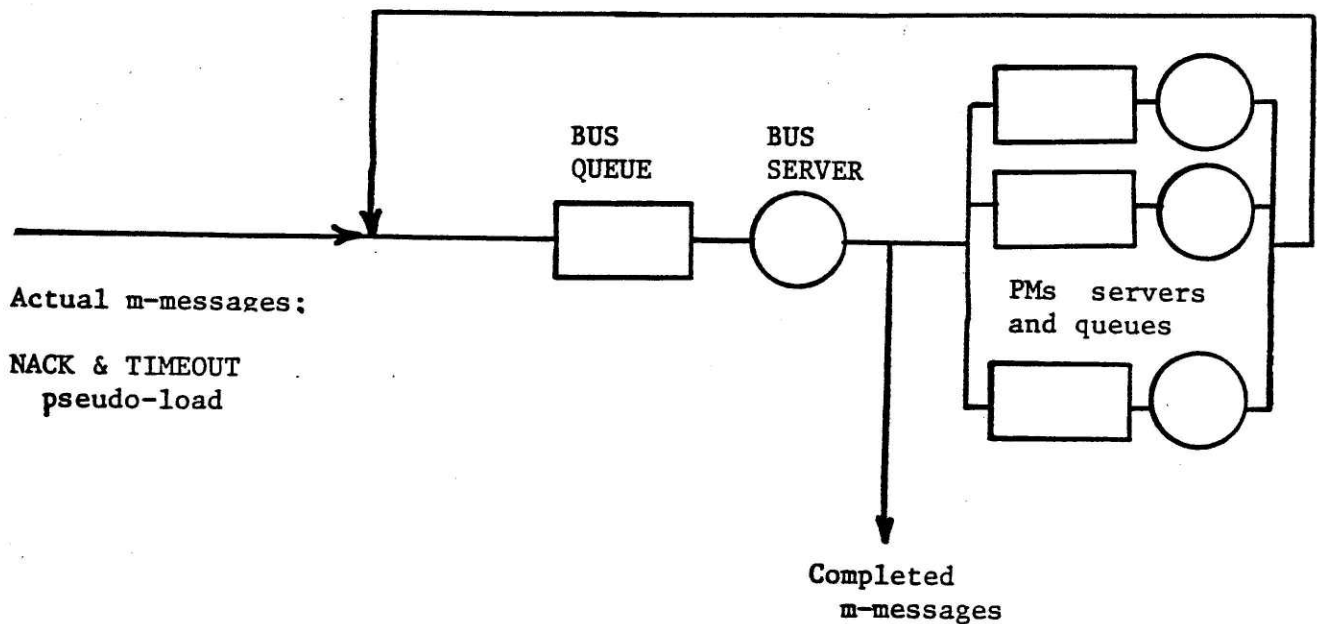 BUS
QUEUE
BUS
SERVER
Actual m-messages:
NACK & TIMEOUT
pseudo-load
PMs servers
and queues
Completed
m-messages